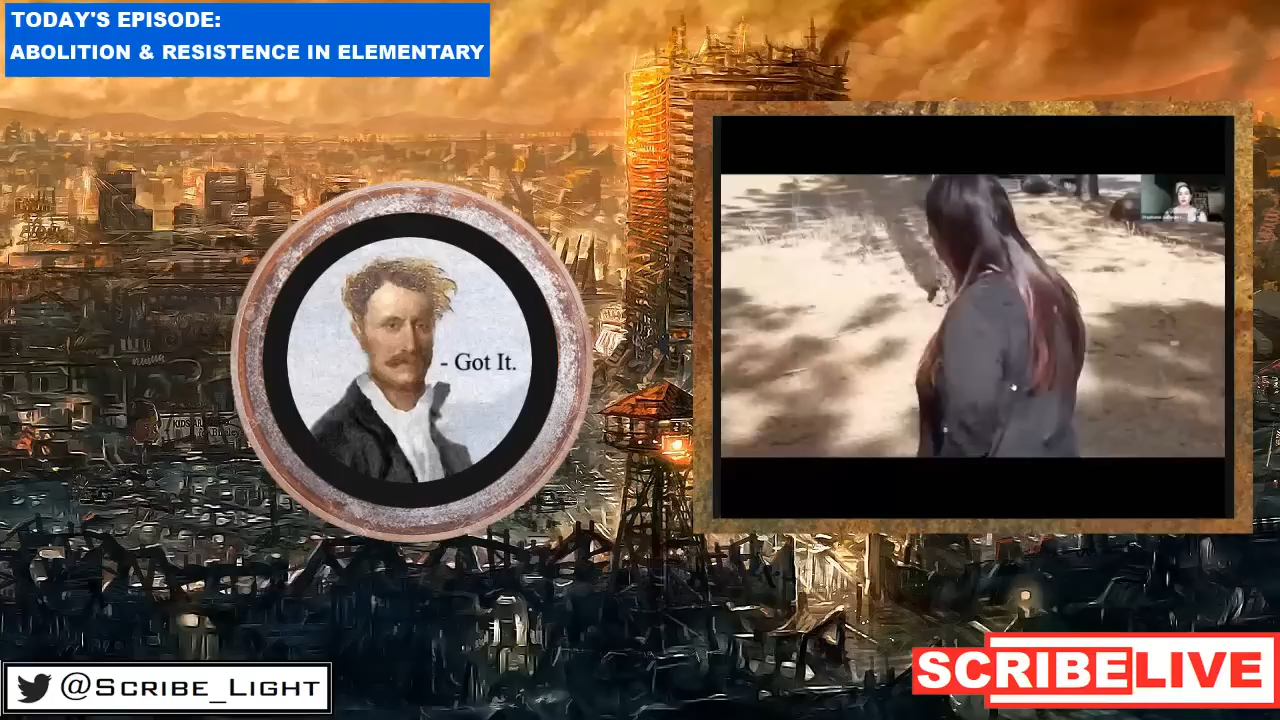 TODAY'S EPISODE:
ABOLITION & RESISTENCE IN ELEMENTARY
- Got It.
@SCRIBE_LIGHT
SCRIBELIVE